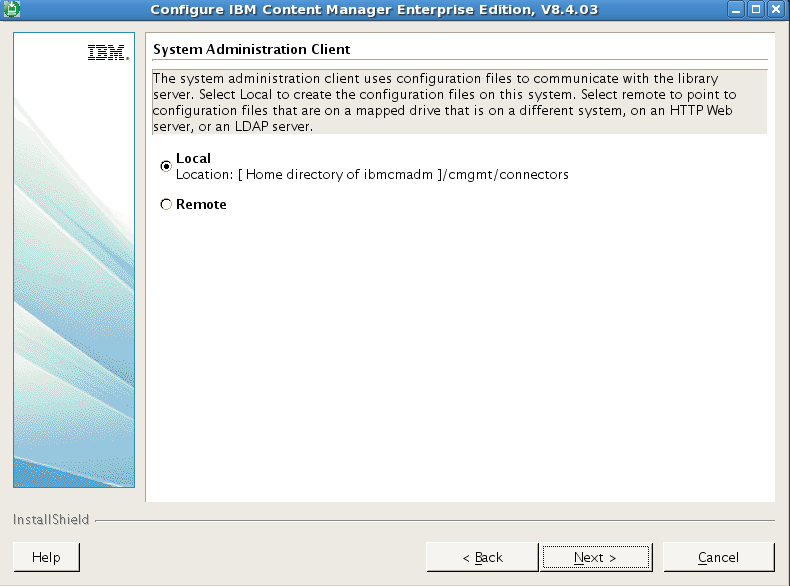 Configure IBM Content Manager Enterprise Edition, V8.4.03
IBM.
System Administration Client
The system administration client uses configuration files to communicate with the library
server. Select Local to create the configuration files on this system. Select remote to point to
configuration files that are on a mapped drive that is on a different system, on an HTTP Web
server, or an LDAP server.
Local
Location: [ Home directory of ibmcmadm ]/cmgmt/connectors
Remote
InstallShield
Help
< Back
Next >
Cancel